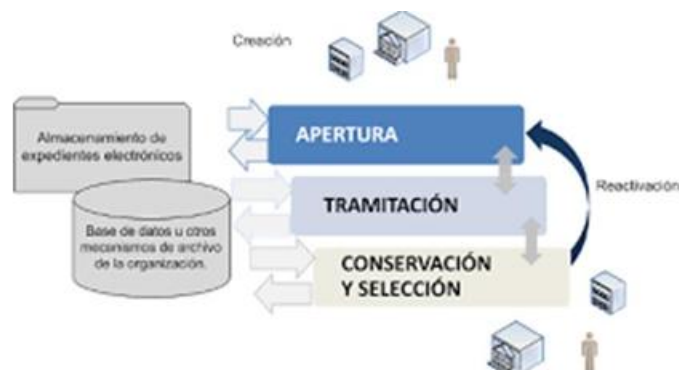 Creación
Almacenamiento de
expedientes electrónicos
APERTURA
Reactivación
TRAMITACIÓN
Base de datos u otros
mecanismos de archivo
de la organización.
CONSERVACIÓN
Y SELECCIÓN